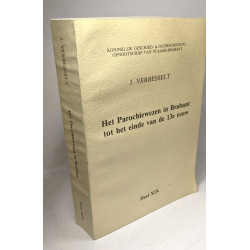 KONINKLIJK GESCHIED- & OUDHEIDKUNDIG
GENOOTSCHAP VAN VLAAMS-BRABANT
J. VERBESSELT
Het Parochiewezen in Brabant
tot het einde van de 13e eeuw
Deel XIX